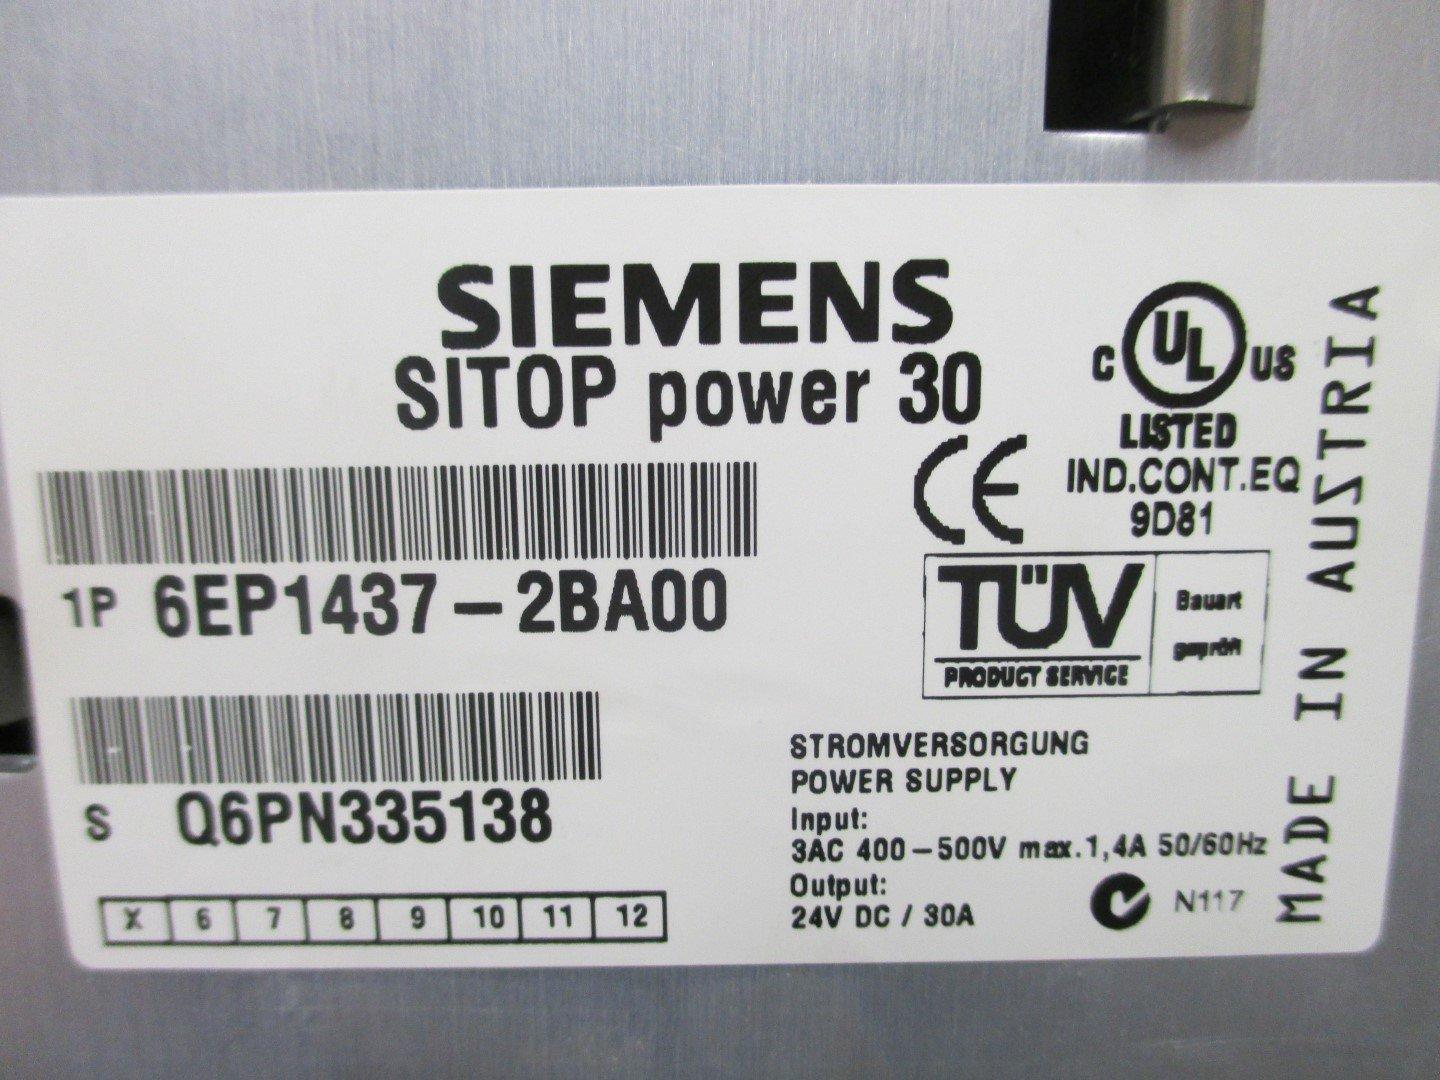 SIEMENS
SITOP power 30
C UL US
LISTED
IND.CONT.EQ
9D81
CE
1P 6EP1437-2BA00
TÜV
PRODUCT SERVICE
Bauart
geprüft
S Q6PN335138
STROMVERSORGUNG
POWER SUPPLY
Input:
3AC 400-500V max.1,4A 50/60Hz
Output:
24V DC / 30A
N117
X 6 7 8 9 10 11 12
MADE IN AUSTRIA